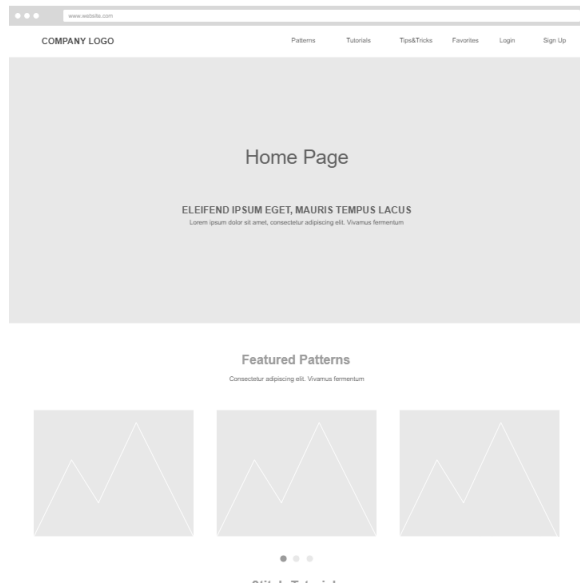 www.website.com
COMPANY LOGO
Patterns Tutorials Tips&Tricks Favorites Login Sign Up
Home Page
ELEIFEND IPSUM EGET, MAURIS TEMPUS LACUS
Lorem ipsum dolor sit amet, consectetur adipiscing elit. Vivamus fermentum
Featured Patterns
Consectetur adipiscing elit. Vivamus fermentum